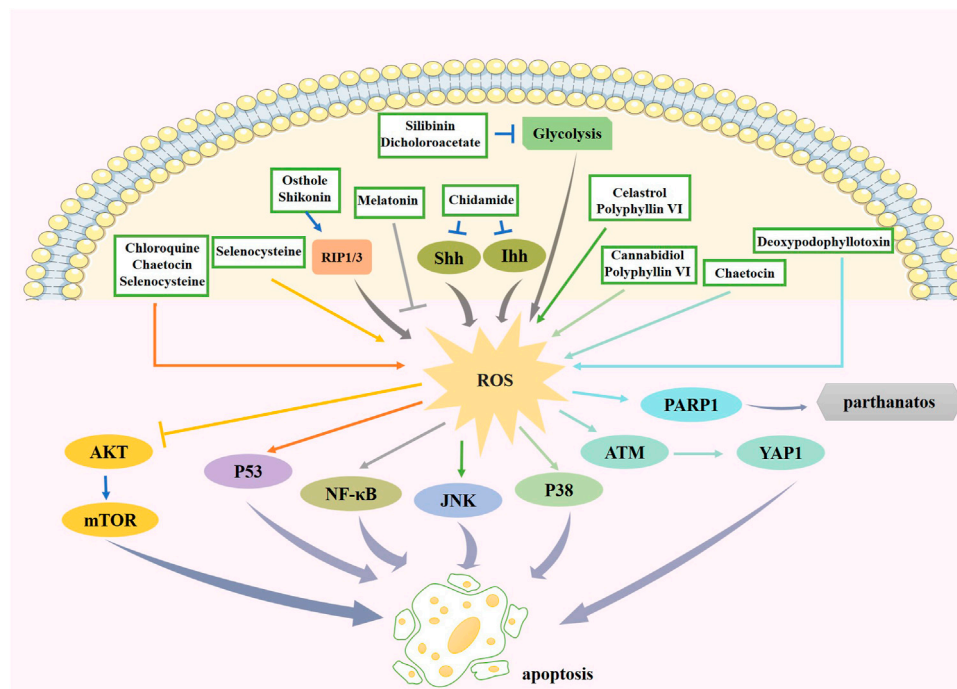 Silibinin
Dicholoroacetate
Glycolysis
Osthole
Shikonin
Melatonin
Chidamide
Celastrol
Polyphyllin VI
Chloroquine
Chaetocin
Selenocysteine
Selenocysteine
RIP1/3
Shh
Ihh
Cannabidiol
Polyphyllin VI
Chaetocin
Deoxypodophyllotoxin
ROS
PARP1
parthanatos
AKT
P53
NF-κB
JNK
P38
ATM
YAP1
mTOR
apoptosis